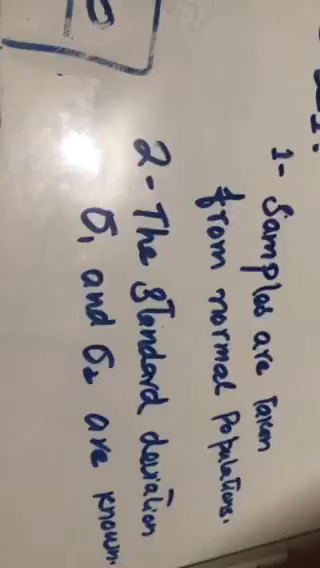 1- Samples are Taken
from normal populations.
2- The standard deviation
σ₁ and σ₂ are known.